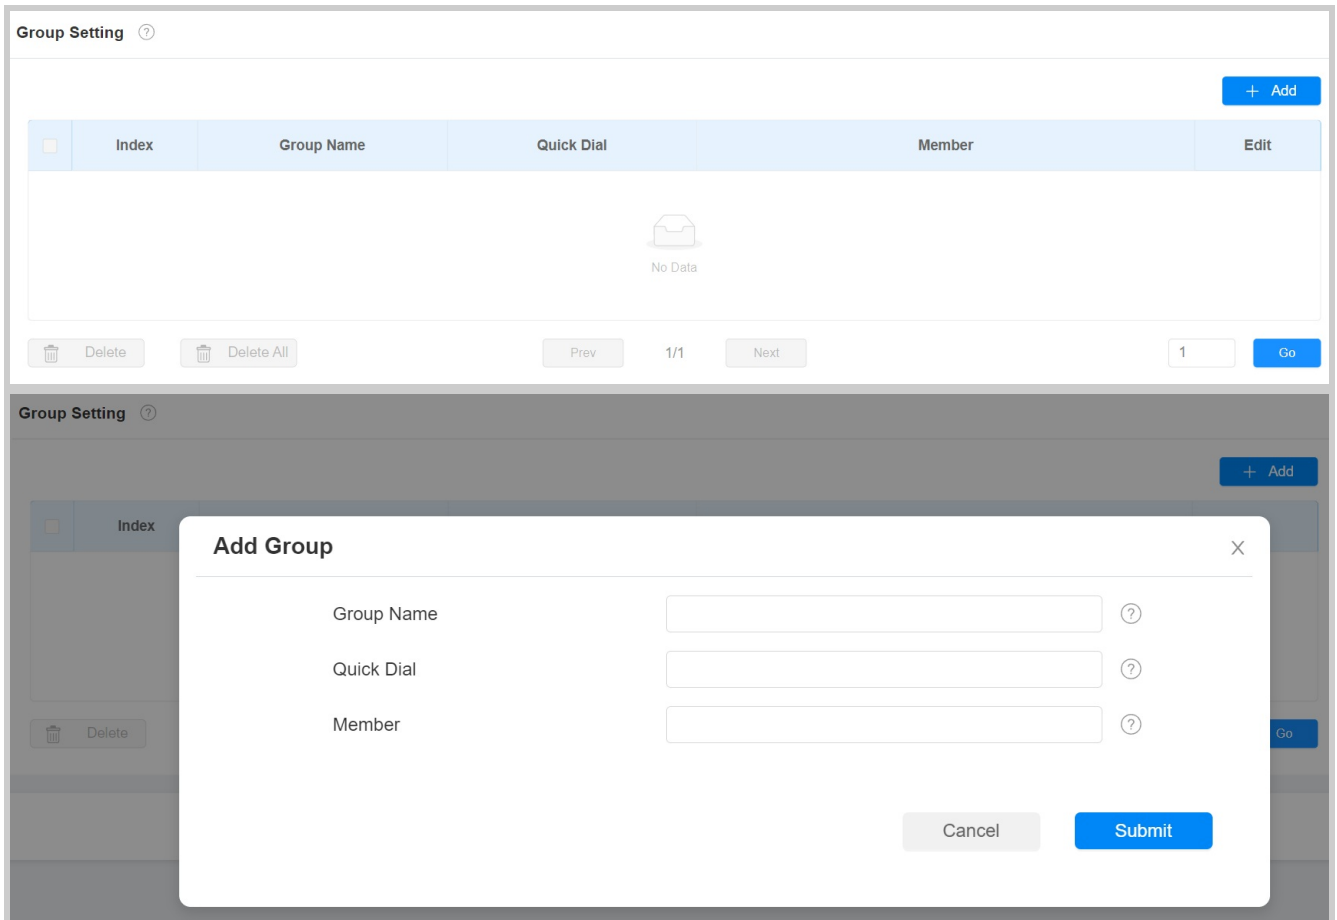 Group Setting ?
+ Add
Index Group Name Quick Dial Member Edit
No Data
Delete Delete All Prev 1/1 Next 1 Go
Group Setting ?
+ Add
Index
Add Group X
Group Name ?
Quick Dial ?
Member ?
Delete Go
Cancel Submit